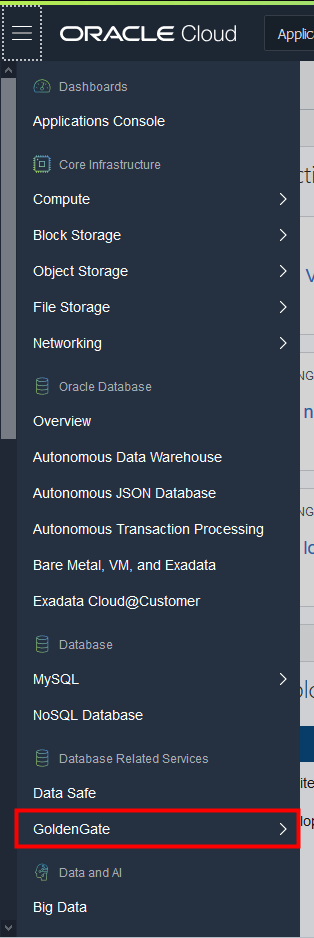 ORACLE Cloud
Applic
Dashboards
Applications Console
Core Infrastructure
Compute
Block Storage
Object Storage
File Storage
Networking
Oracle Database
Overview
Autonomous Data Warehouse
Autonomous JSON Database
Autonomous Transaction Processing
Bare Metal, VM, and Exadata
Exadata Cloud@Customer
Database
MySQL
NoSQL Database
Database Related Services
Data Safe
GoldenGate
Data and AI
Big Data